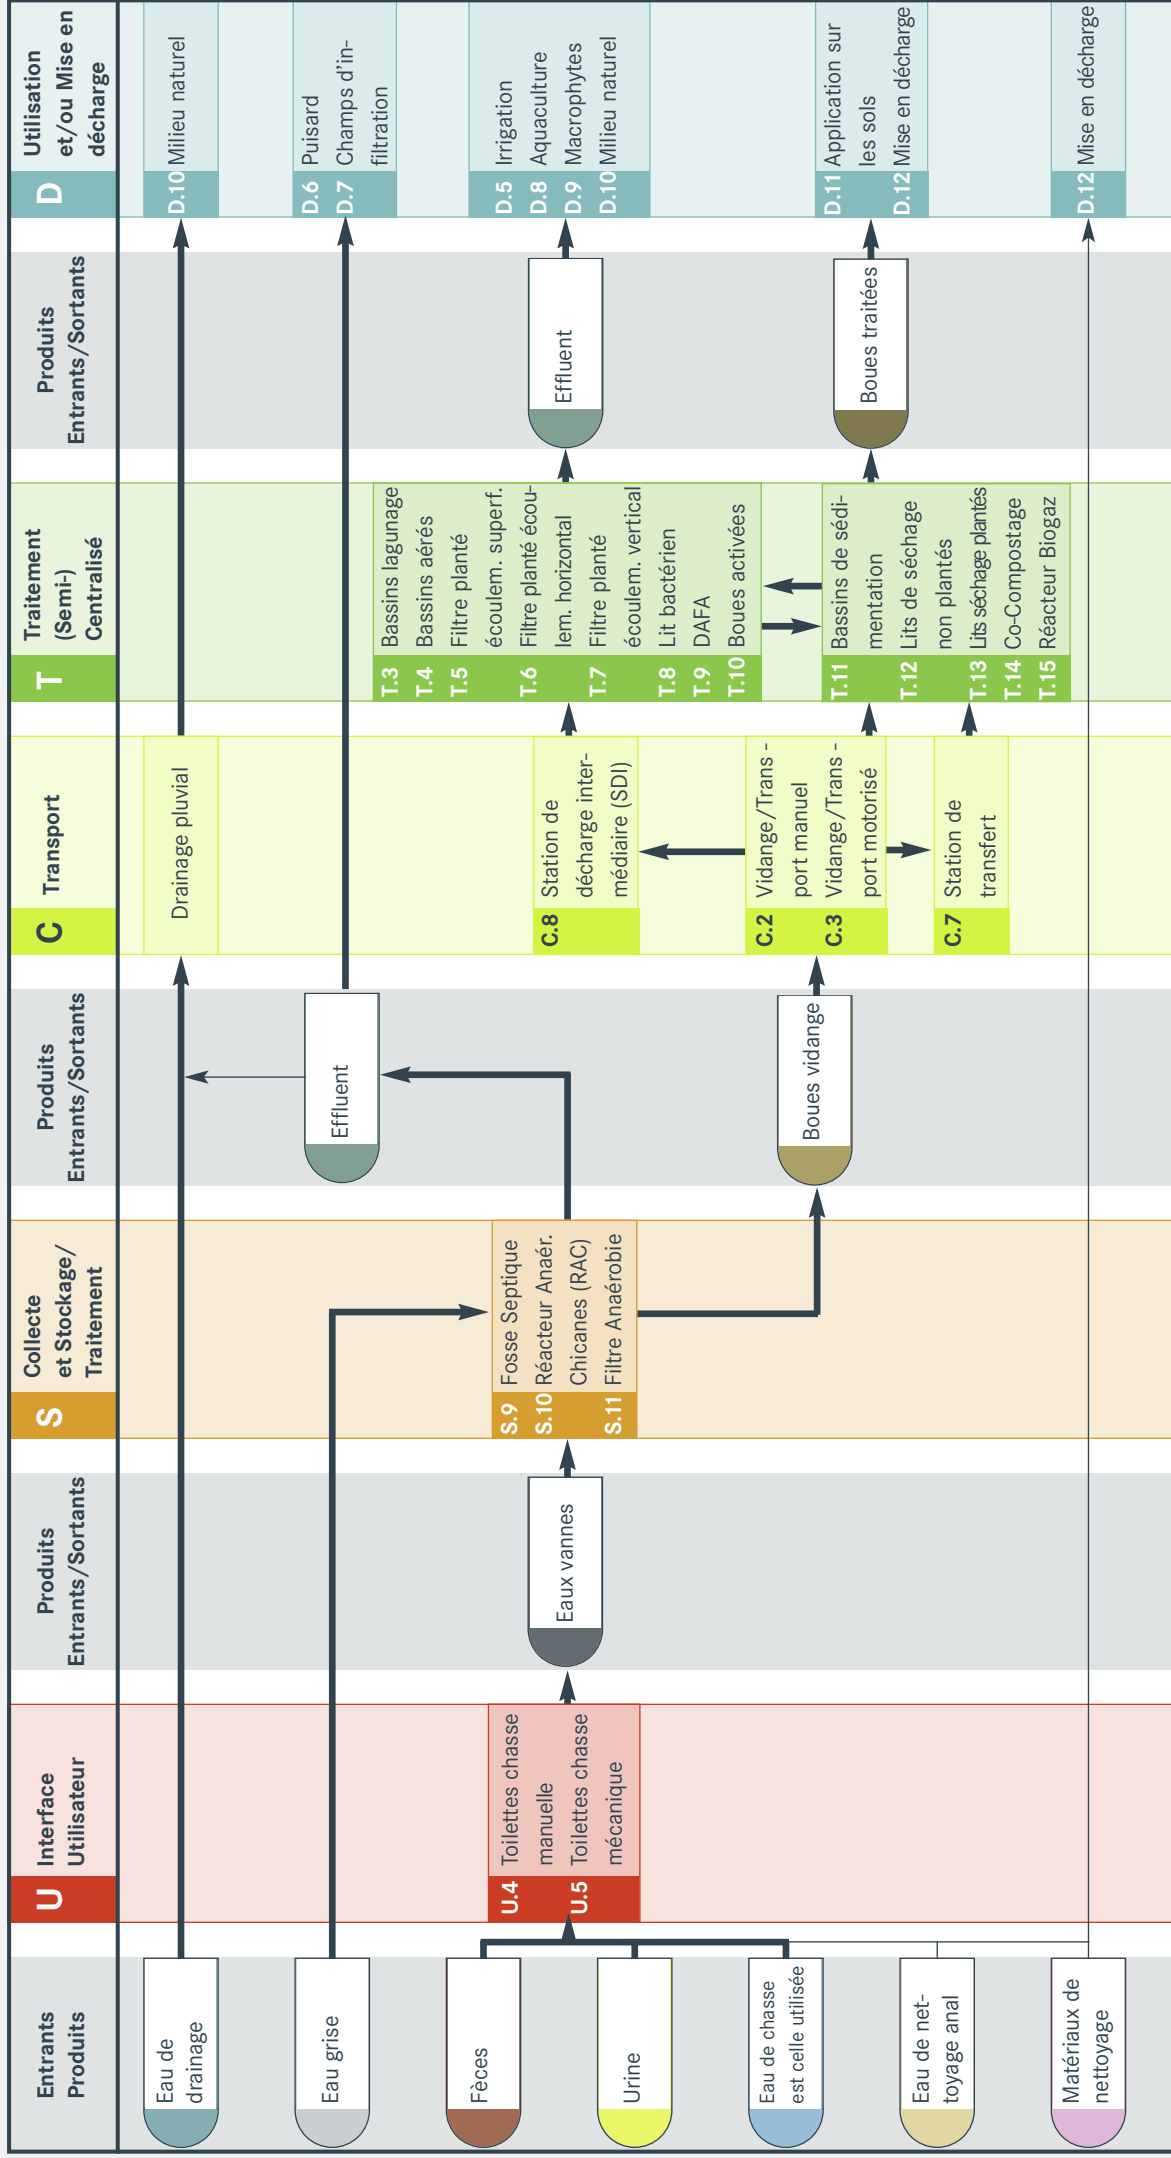 Entrants
Produits
U
Interface
Utilisateur
Produits
Entrants/Sortants
S
Collecte
et Stockage/
Traitement
Produits
Entrants/Sortants
C
Transport
T
Traitement
(Semi-)
Centralisé
Produits
Entrants/Sortants
D
Utilisation
et/ou Mise en
décharge
Eau de
drainage
Eau grise
Fèces
Urine
Eau de chasse
est celle utilisée
Eau de net-
toyage anal
Matériaux de
nettoyage
U.4 Toilettes chasse
manuelle
U.5 Toilettes chasse
mécanique
Eaux vannes
S.9 Fosse Septique
S.10 Réacteur Anaér.
Chicanes (RAC)
S.11 Filtre Anaérobie
Effluent
Boues vidange
Drainage pluvial
C.8 Station de
décharge inter-
médiaire (SDI)
C.2 Vidange/Trans -
port manuel
C.3 Vidange/Trans -
port motorisé
C.7 Station de
transfert
T.3 Bassins lagunage
T.4 Bassins aérés
T.5 Filtre planté
écoulem. superf.
T.6 Filtre planté écou-
lem. horizontal
T.7 Filtre planté
écoulem. vertical
T.8 Lit bactérien
T.9 DAFA
T.10 Boues activées
T.11 Bassins de sédi-
mentation
T.12 Lits de séchage
non plantés
T.13 Lits séchage plantés
T.14 Co-Compostage
T.15 Réacteur Biogaz
Effluent
Boues traitées
D.10 Milieu naturel
D.6 Puisard
D.7 Champs d'in-
filtration
D.5 Irrigation
D.8 Aquaculture
D.9 Macrophytes
D.10 Milieu naturel
D.11 Application sur
les sols
D.12 Mise en décharge
D.12 Mise en décharge